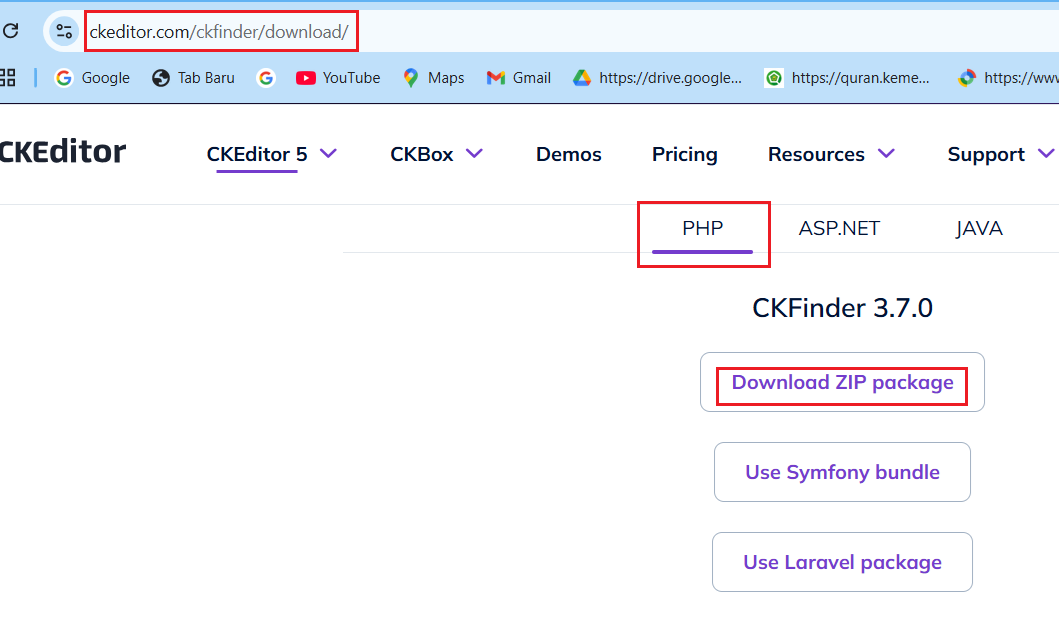 ckeditor.com/ckfinder/download/
Google Tab Baru YouTube Maps Gmail https://drive.google... https://quran.keme... https://www
CKEditor CKEditor 5 CKBox Demos Pricing Resources Support
PHP ASP.NET JAVA
CKFinder 3.7.0
Download ZIP package
Use Symfony bundle
Use Laravel package